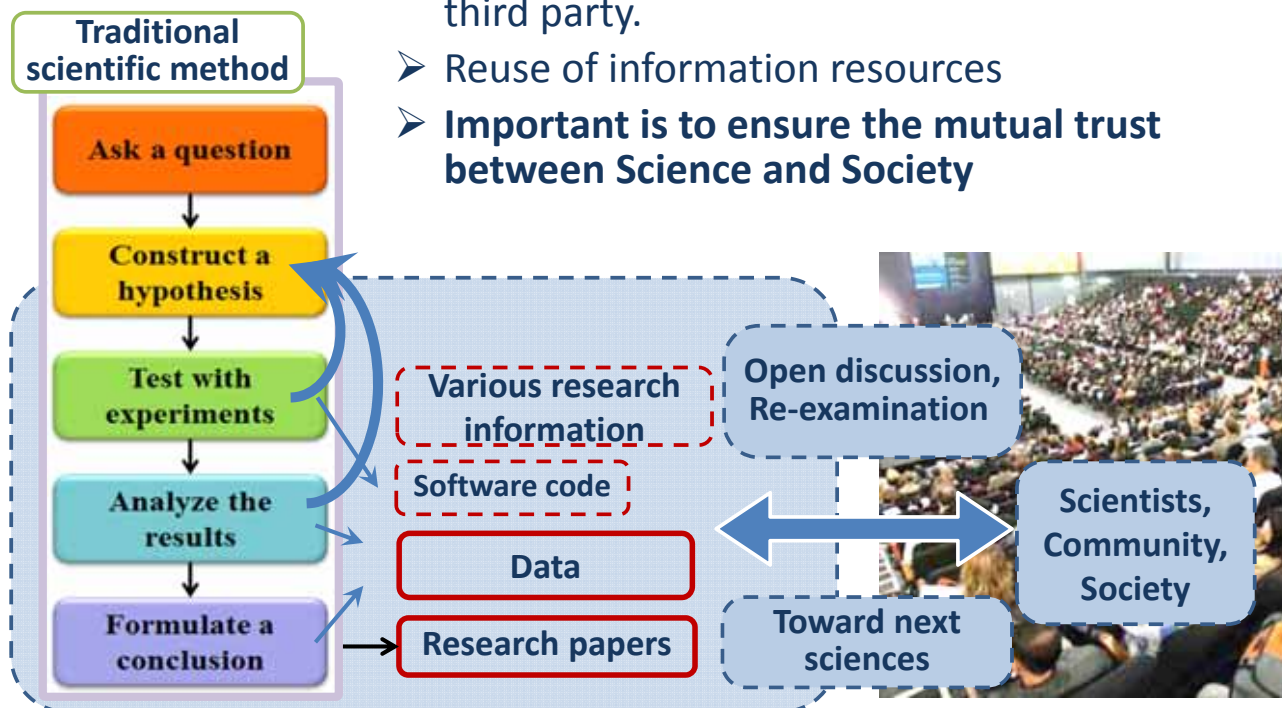 third party.
➢ Reuse of information resources
➢ Important is to ensure the mutual trust
between Science and Society
Traditional
scientific method
Ask a question
Construct a
hypothesis
Test with
experiments
Analyze the
results
Formulate a
conclusion
Various research
information
Software code
Data
Research papers
Open discussion,
Re-examination
Scientists,
Community,
Society
Toward next
sciences